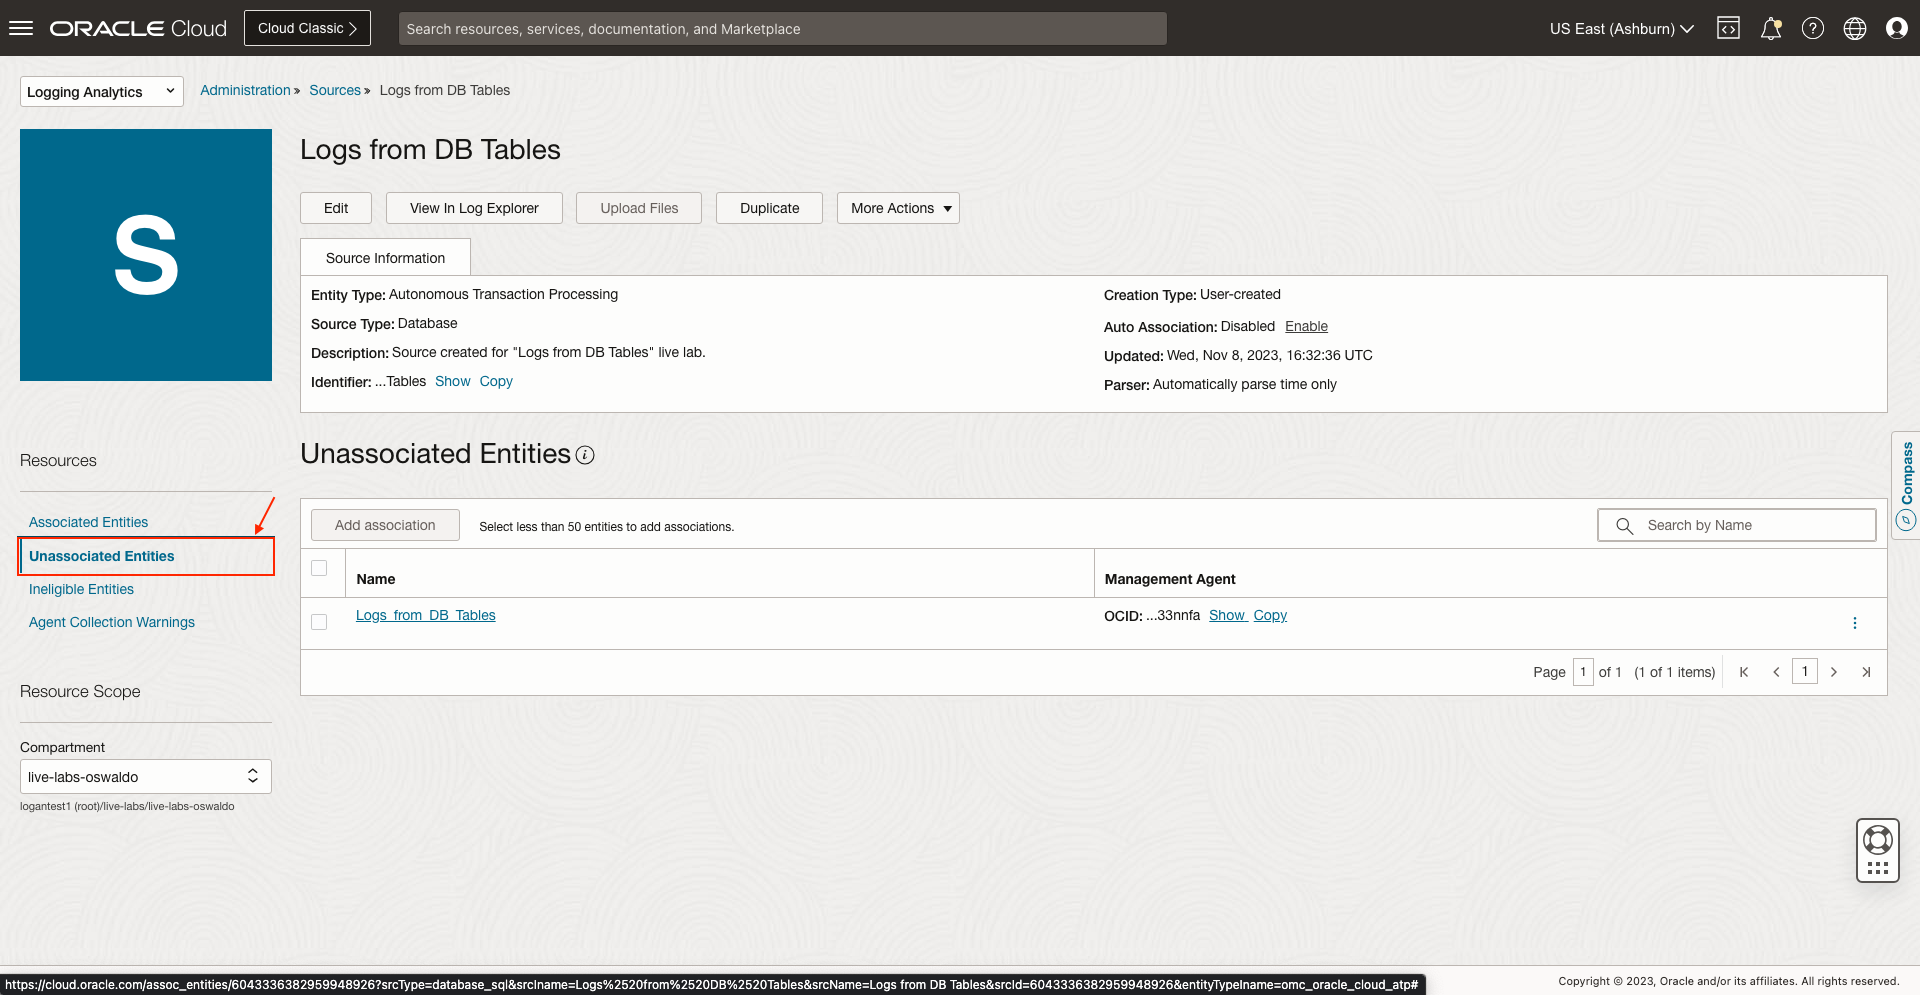 ORACLE Cloud
Cloud Classic
Search resources, services, documentation, and Marketplace
US East (Ashburn)
Logging Analytics
Administration » Sources » Logs from DB Tables
S
Logs from DB Tables
Edit
View In Log Explorer
Upload Files
Duplicate
More Actions
Source Information
Entity Type: Autonomous Transaction Processing
Source Type: Database
Description: Source created for "Logs from DB Tables" live lab.
Identifier: ...Tables Show Copy
Creation Type: User-created
Auto Association: Disabled Enable
Updated: Wed, Nov 8, 2023, 16:32:36 UTC
Parser: Automatically parse time only
Resources
Associated Entities
Unassociated Entities
Ineligible Entities
Agent Collection Warnings
Resource Scope
Compartment
live-labs-oswaldo
logantest1 (root)/live-labs/live-labs-oswaldo
Unassociated Entities
Add association
Select less than 50 entities to add associations.
Search by Name
Name
Management Agent
Logs_from_DB_Tables
OCID: ...33nnfa Show Copy
Page 1 of 1 (1 of 1 items) 1
Compass
https://cloud.oracle.com/assoc_entities/6043336382959948926?srcType=database_sql&srcIname=Logs%2520from%2520DB%2520Tables&srcName=Logs from DB Tables&srcId=6043336382959948926&entityTypeIname=omc_oracle_cloud_atp#
Copyright © 2023, Oracle and/or its affiliates. All rights reserved.